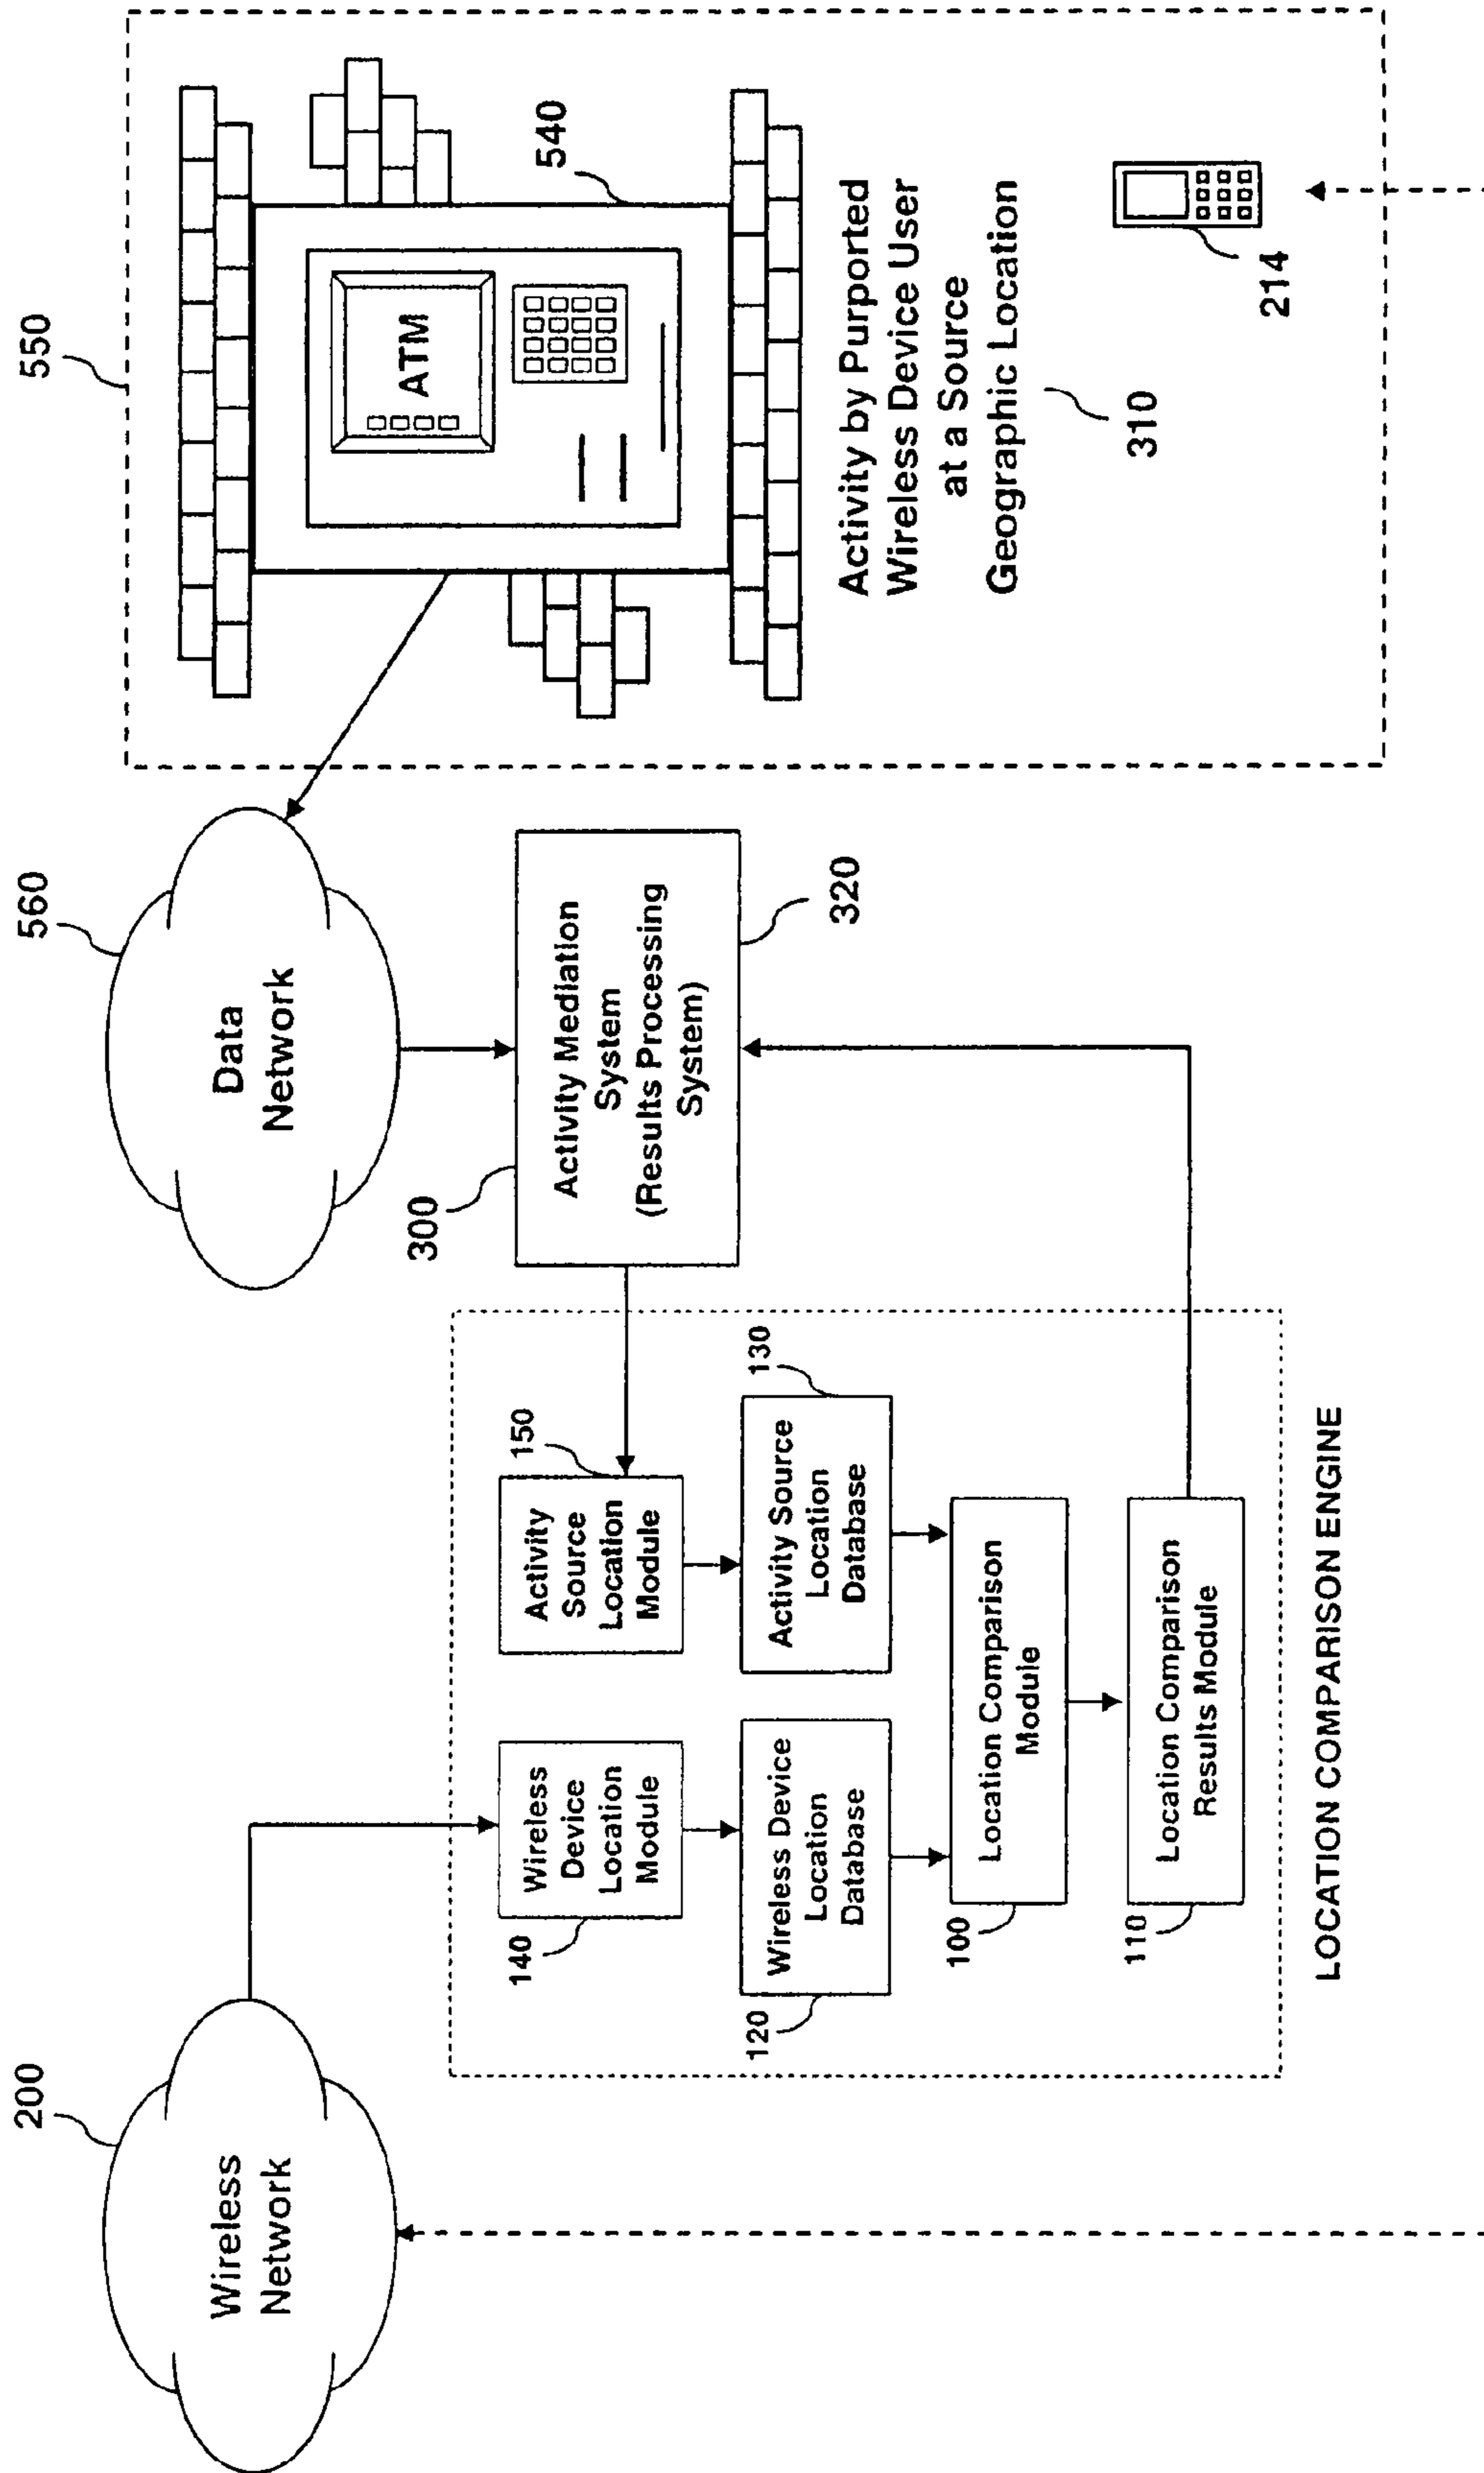 200
Wireless
Network
560
Data
Network
550
ATM
540
Activity by Purported
Wireless Device User
at a Source
Geographic Location
310
214
300
Activity Mediation
System
(Results Processing
System)
320
140
Wireless
Device
Location
Module
150
Activity
Source
Location
Module
120
Wireless Device
Location
Database
130
Activity Source
Location
Database
100
Location Comparison
Module
110
Location Comparison
Results Module
LOCATION COMPARISON ENGINE